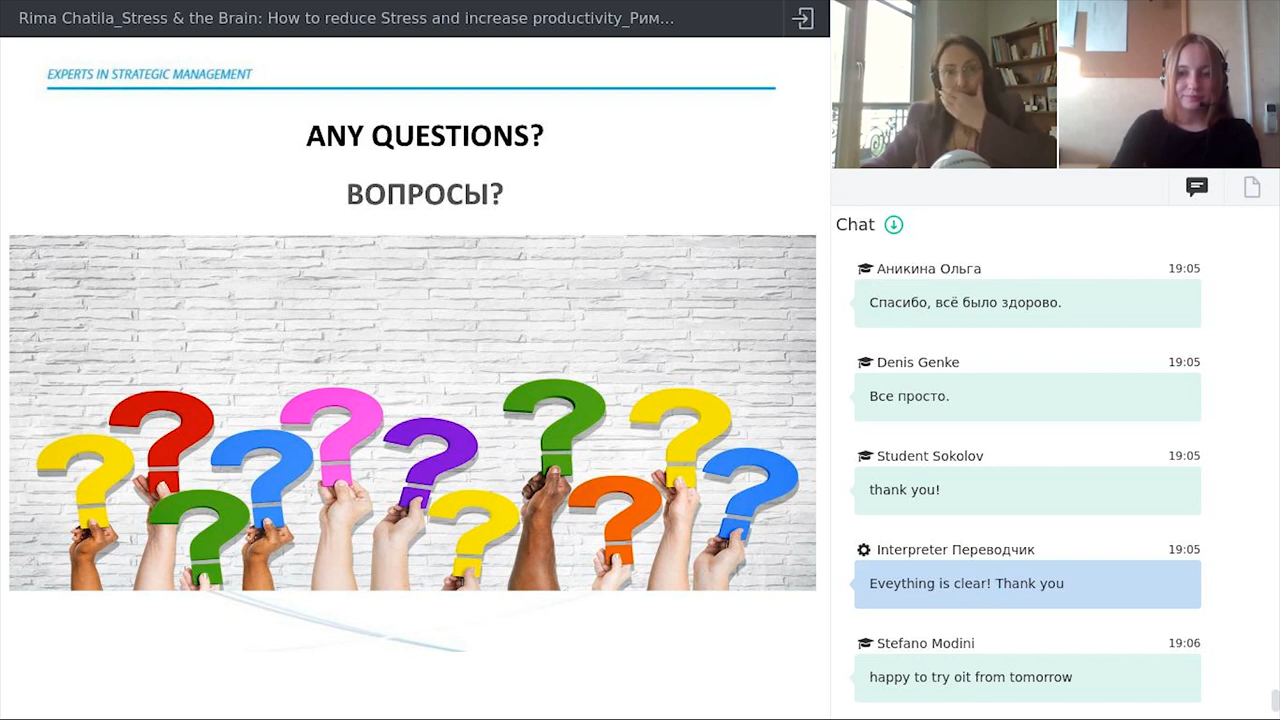 Rima Chatlla_Stress & the Brain: How to reduce Stress and increase productivity_Рим...
EXPERTS IN STRATEGIC MANAGEMENT
ANY QUESTIONS?
ВОПРОСЫ?
Chat
Аникина Ольга 19:05
Спасибо, всё было здорово.
Denis Genke 19:05
Все просто.
Student Sokolov 19:05
thank you!
Interpreter Переводчик 19:05
Eveything is clear! Thank you
Stefano Modini 19:06
happy to try oit from tomorrow